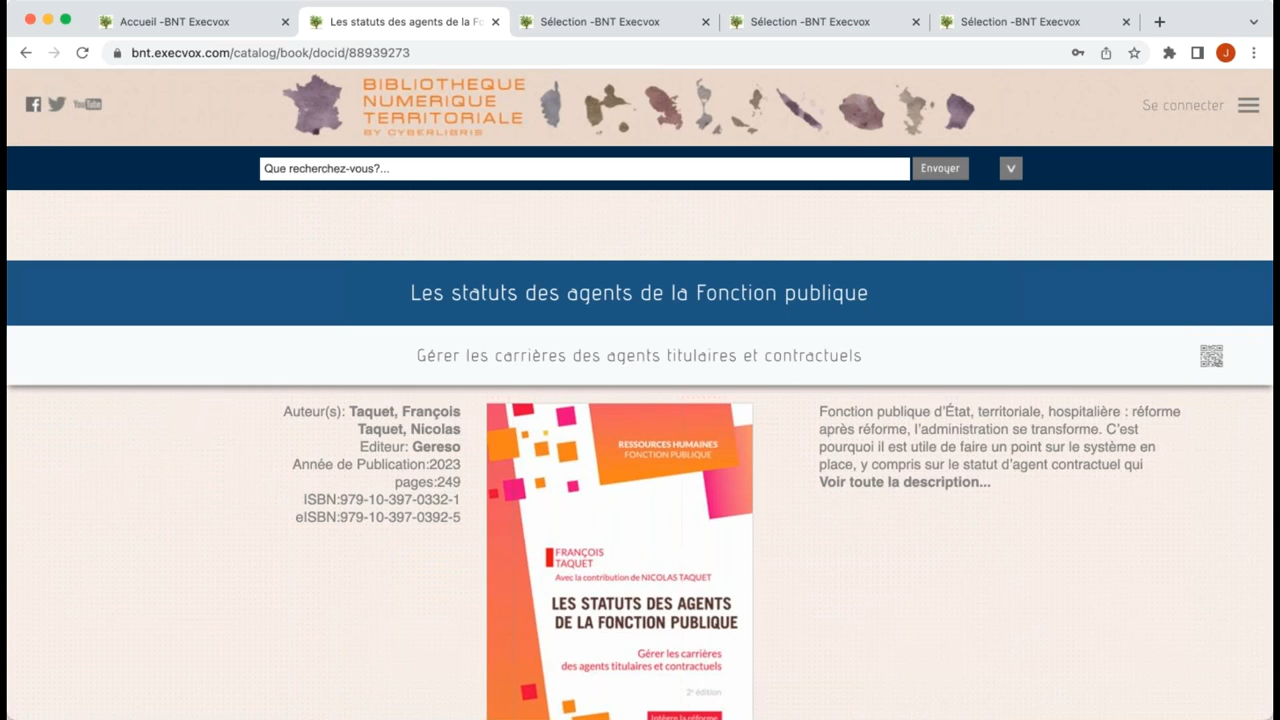 Accueil -BNT Execvox
Les statuts des agents de la Fo
Sélection -BNT Execvox
Sélection -BNT Execvox
Sélection -BNT Execvox
bnt.execvox.com/catalog/book/docid/88939273
J
You Tube
BIBLIOTHEQUE
NUMERIQUE
TERRITORIALE
BY CYBERLIBRIS
Se connecter
Que recherchez-vous?...
Envoyer
V
Les statuts des agents de la Fonction publique
Gérer les carrières des agents titulaires et contractuels
Auteur(s): Taquet, François
Taquet, Nicolas
Editeur: Gereso
Année de Publication:2023
pages:249
ISBN:979-10-397-0332-1
eISBN:979-10-397-0392-5
RESSOURCES HUMAINES
FONCTION PUBLIQUE
FRANÇOIS
TAQUET
Avec la contribution de NICOLAS TAQUET
LES STATUTS DES AGENTS
DE LA FONCTION PUBLIQUE
Gérer les carrières
des agents titulaires et contractuels
2e édition
Intègre la réforme
Fonction publique d’État, territoriale, hospitalière : réforme
après réforme, l’administration se transforme. C’est
pourquoi il est utile de faire un point sur le système en
place, y compris sur le statut d’agent contractuel qui
Voir toute la description...